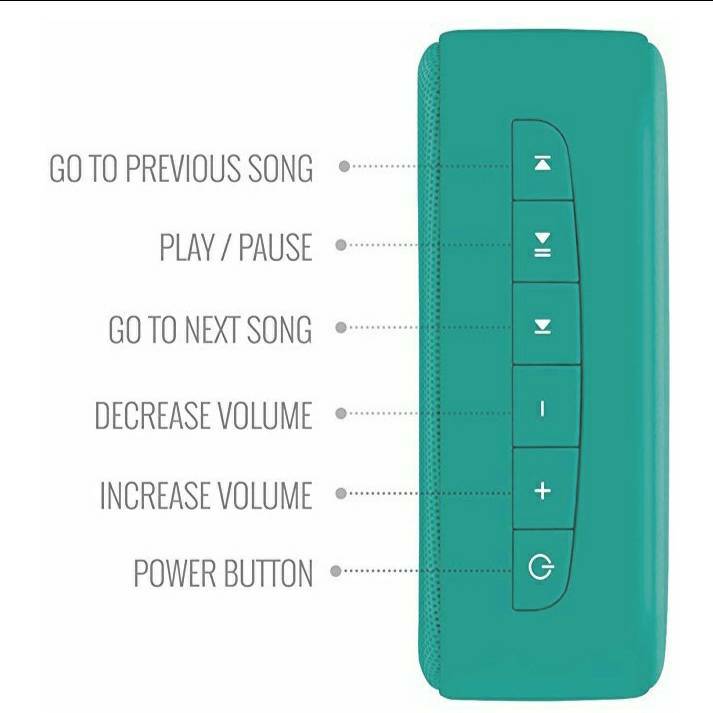 GO TO PREVIOUS SONG
PLAY / PAUSE
GO TO NEXT SONG
DECREASE VOLUME
INCREASE VOLUME
POWER BUTTON